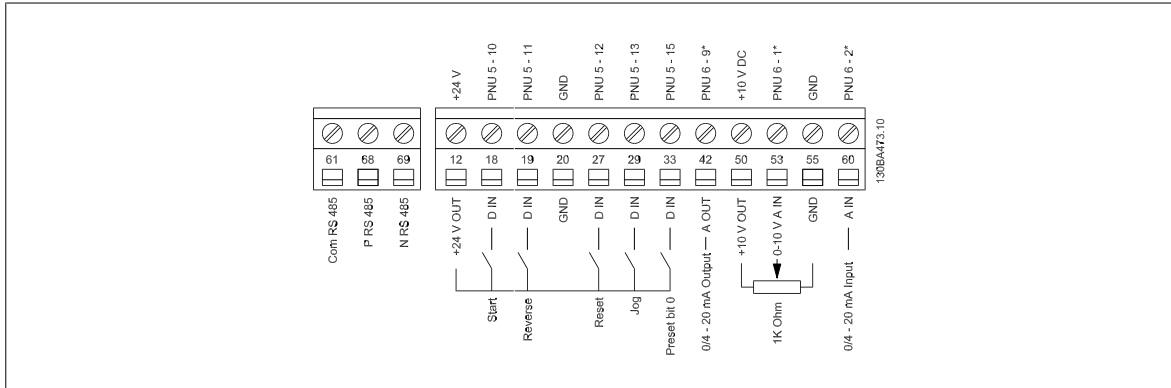 +24 V
PNU 5 - 10
PNU 5 - 11
GND
PNU 5 - 12
PNU 5 - 13
PNU 5 - 15
PNU 6 - 9*
+10 V DC
PNU 6 - 1*
GND
PNU 6 - 2*
61 68 69
12 18 19 20 27 29 33 42 50 53 55 60
130BA473.10
Com RS 485
P RS 485
N RS 485
+24 V OUT
D IN
D IN
GND
D IN
D IN
D IN
A OUT
+10 V OUT
0-10 V A IN
GND
A IN
Start
Reverse
Reset
Jog
Preset bit 0
0/4 - 20 mA Output
1K Ohm
0/4 - 20 mA Input